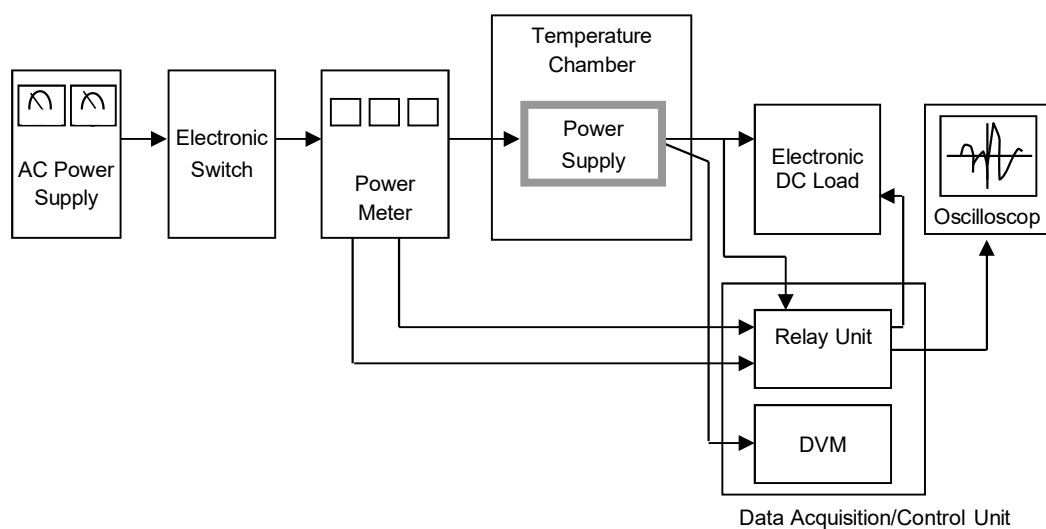 Temperature
Chamber
AC Power
Supply
Electronic
Switch
Power
Meter
Power
Supply
Electronic
DC Load
Oscilloscop
Relay Unit
DVM
Data Acquisition/Control Unit